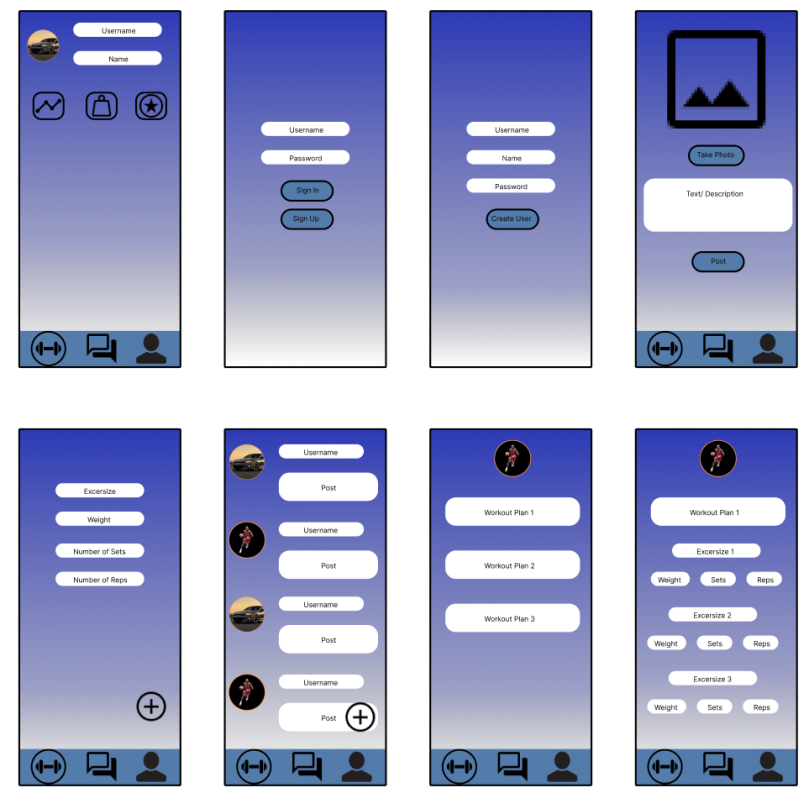 Username
Name
Username
Password
Sign In
Sign Up
Username
Name
Password
Create User
Take Photo
Text/ Description
Post
Excersize
Weight
Number of Sets
Number of Reps
Username
Post
Username
Post
Username
Post
Username
Post
Workout Plan 1
Workout Plan 2
Workout Plan 3
Workout Plan 1
Excersize 1
Weight Sets Reps
Excersize 2
Weight Sets Reps
Excersize 3
Weight Sets Reps